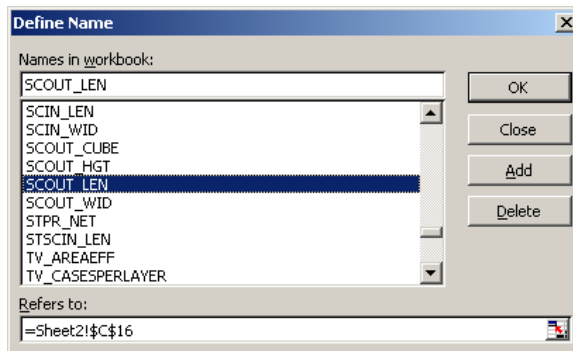 Define Name
Names in workbook:
SCOUT_LEN
OK
SCIN_LEN
SCIN_WID
Close
SCOUT_CUBE
SCOUT_HGT
Add
SCOUT_LEN
SCOUT_WID
Delete
STPR_NET
STSCIN_LEN
TV_AREAEFF
TV_CASESPERLAYER
Refers to:
=Sheet2!$C$16